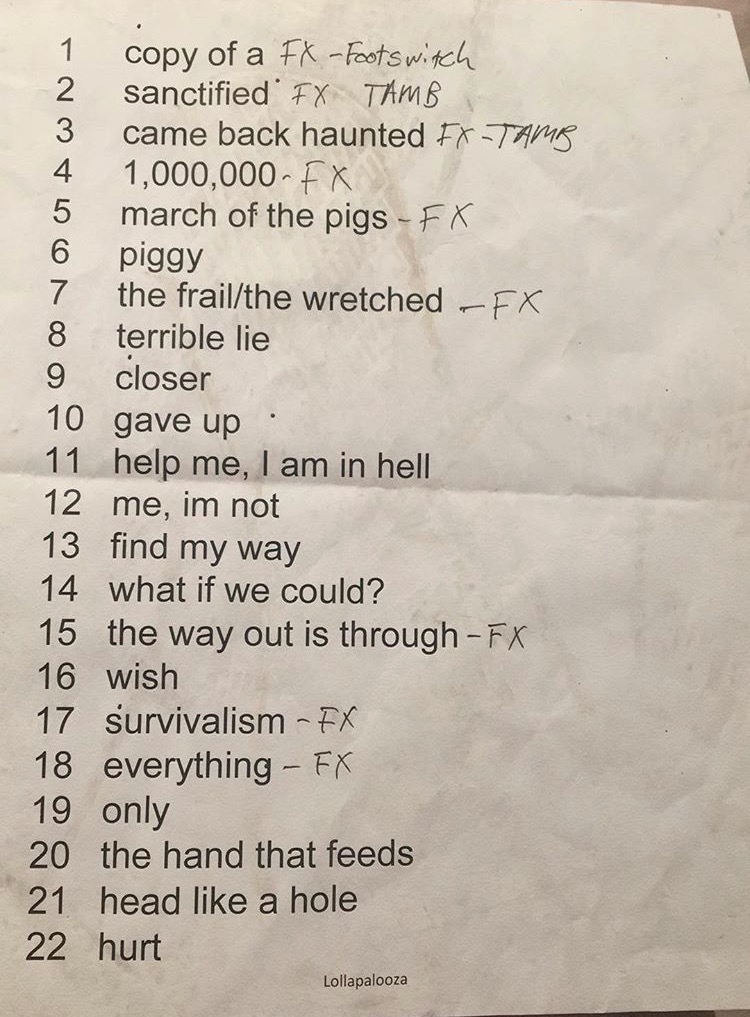 1 copy of a FX - Footswitch
2 sanctified FX TAMB
3 came back haunted FX - TAMB
4 1,000,000 - FX
5 march of the pigs - FX
6 piggy
7 the frail/the wretched - FX
8 terrible lie
9 closer
10 gave up
11 help me, I am in hell
12 me, im not
13 find my way
14 what if we could?
15 the way out is through - FX
16 wish
17 survivalism - FX
18 everything - FX
19 only
20 the hand that feeds
21 head like a hole
22 hurt
Lollapalooza